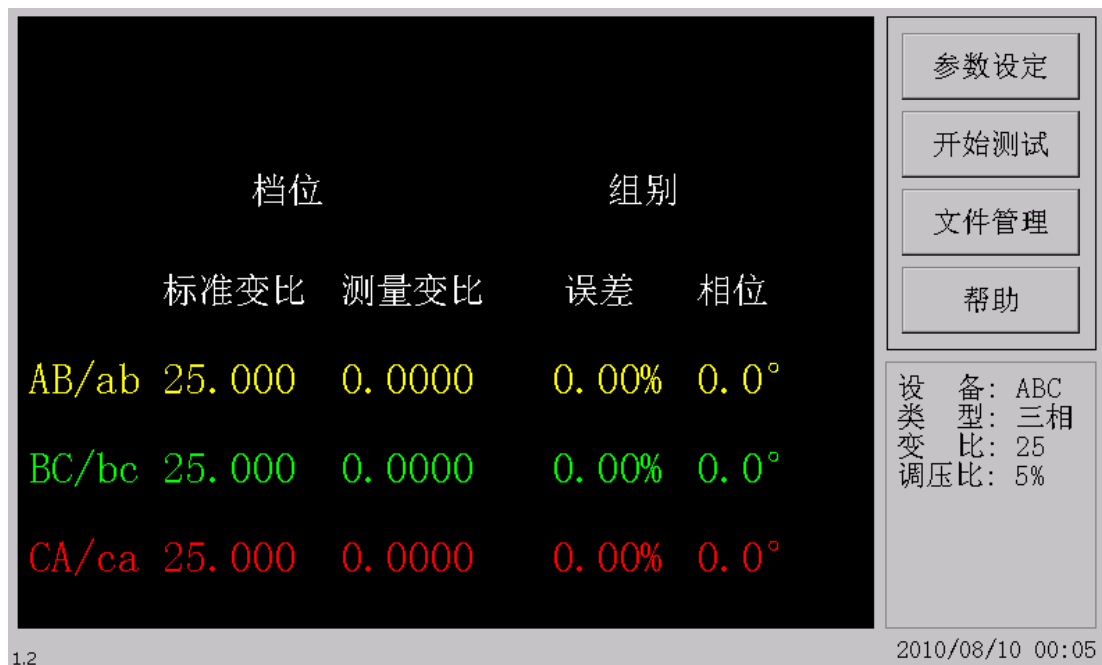 档位 组别
标准变比 测量变比 误差 相位
AB/ab 25.000 0.0000 0.00% 0.0°
BC/bc 25.000 0.0000 0.00% 0.0°
CA/ca 25.000 0.0000 0.00% 0.0°
参数设定
开始测试
文件管理
帮助
设 备: ABC
类 型: 三相
变 比: 25
调压比: 5%
1.2
2010/08/10 00:05